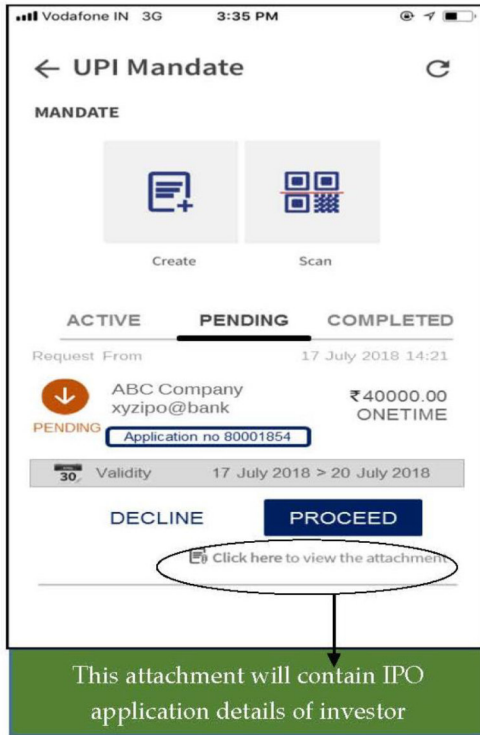 Vodafone IN 3G 3:35 PM
← UPI Mandate
MANDATE
Create Scan
ACTIVE PENDING COMPLETED
Request From 17 July 2018 14:21
ABC Company ₹40000.00
xyzipo@bank ONETIME
PENDING
Application no 80001854
30 Validity 17 July 2018 > 20 July 2018
DECLINE PROCEED
Click here to view the attachment
This attachment will contain IPO
application details of investor